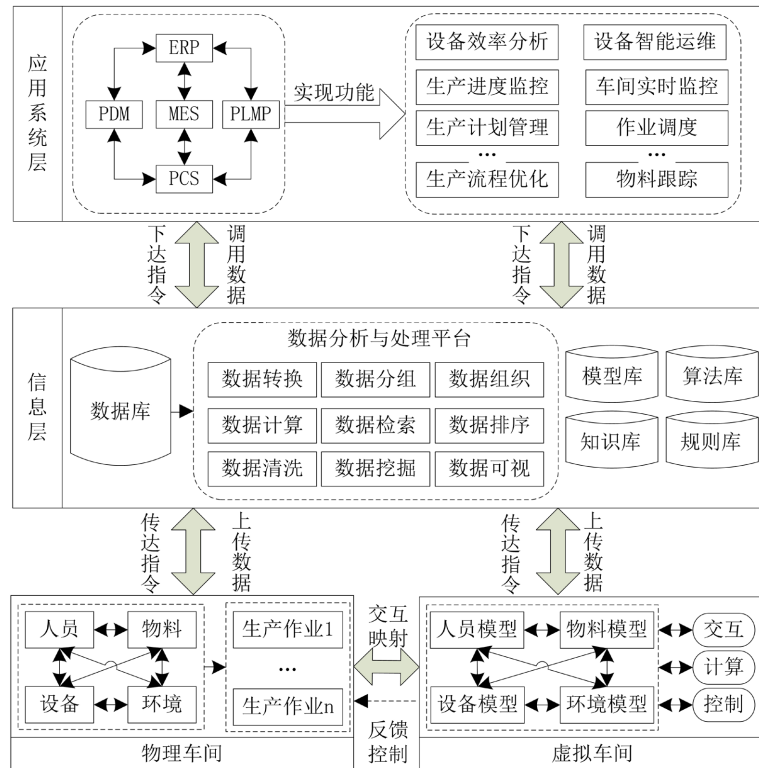 应用系统层
ERP
PDM
MES
PLMP
PCS
实现功能
设备效率分析
设备智能运维
生产进度监控
车间实时监控
生产计划管理
作业调度
...
...
生产流程优化
物料跟踪
下达指令
调用数据
下达指令
调用数据
信息层
数据库
数据分析与处理平台
数据转换
数据分组
数据组织
数据计算
数据检索
数据排序
数据清洗
数据挖掘
数据可视
模型库
算法库
知识库
规则库
传达指令
上传数据
传达指令
上传数据
人员
物料
设备
环境
生产作业1
...
生产作业n
物理车间
交互
映射
反馈
控制
人员模型
物料模型
设备模型
环境模型
交互
计算
控制
虚拟车间